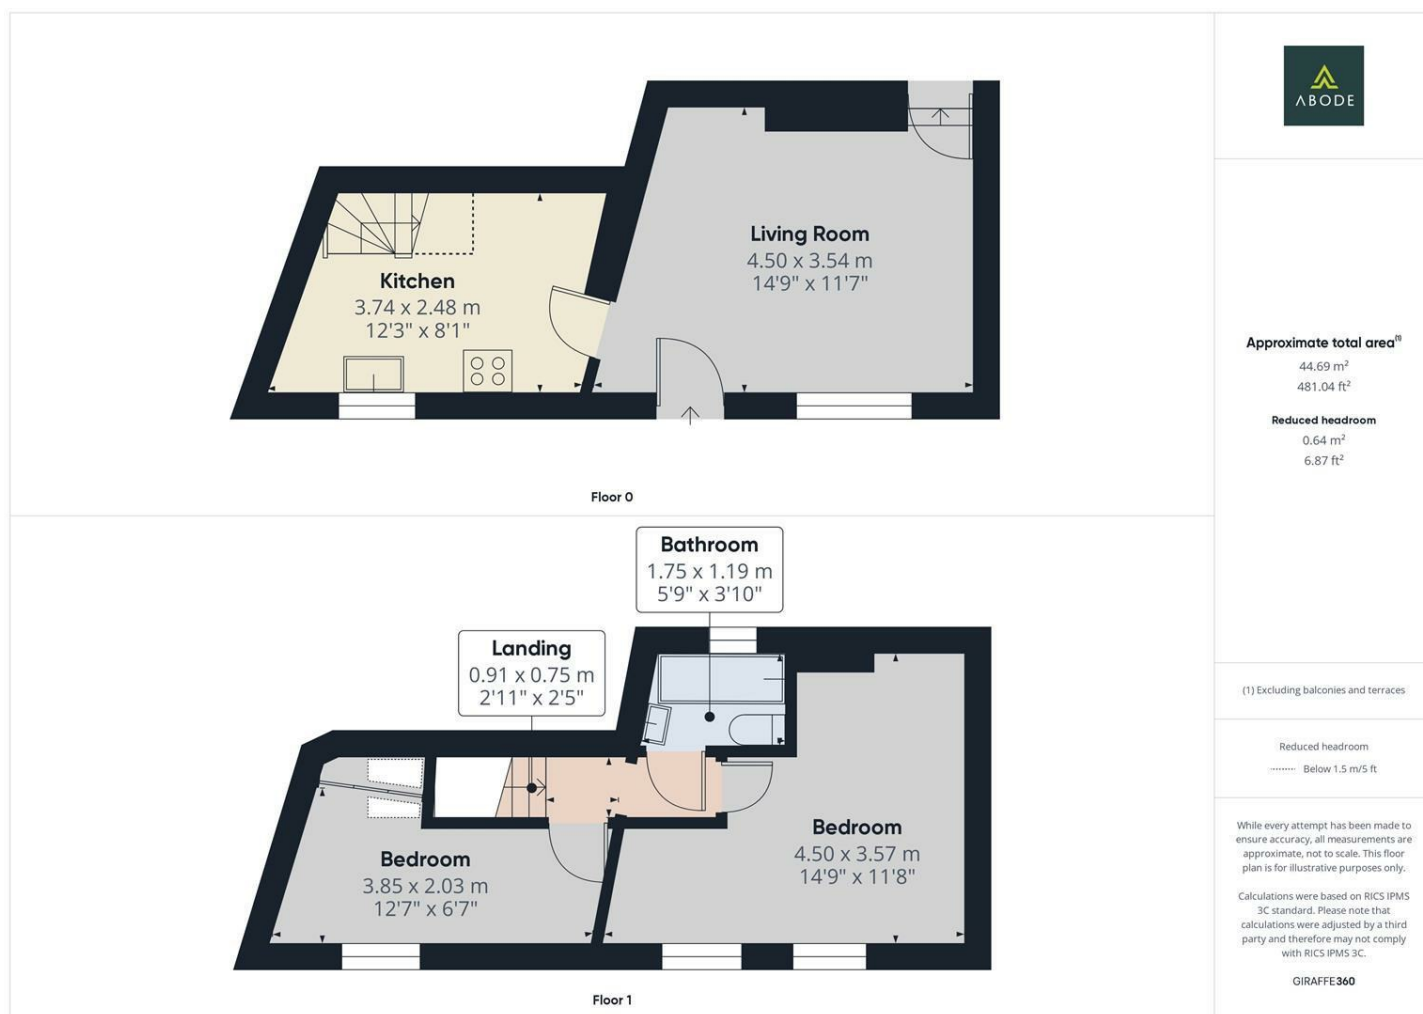 Living Room
4.50 x 3.54 m
14'9" x 11'7"
Kitchen
3.74 x 2.48 m
12'3" x 8'1"
Floor 0
Bathroom
1.75 x 1.19 m
5'9" x 3'10"
Landing
0.91 x 0.75 m
2'11" x 2'5"
Bedroom
4.50 x 3.57 m
14'9" x 11'8"
Bedroom
3.85 x 2.03 m
12'7" x 6'7"
Floor 1
ABODE
Approximate total area(1)
44.69 m²
481.04 ft²
Reduced headroom
0.64 m²
6.87 ft²
(1) Excluding balconies and terraces
Reduced headroom
Below 1.5 m/5 ft
While every attempt has been made to
ensure accuracy, all measurements are
approximate, not to scale. This floor
plan is for illustrative purposes only.
Calculations were based on RICS IPMS
3C standard. Please note that
calculations were adjusted by a third
party and therefore may not comply
with RICS IPMS 3C.
GIRAFFE360